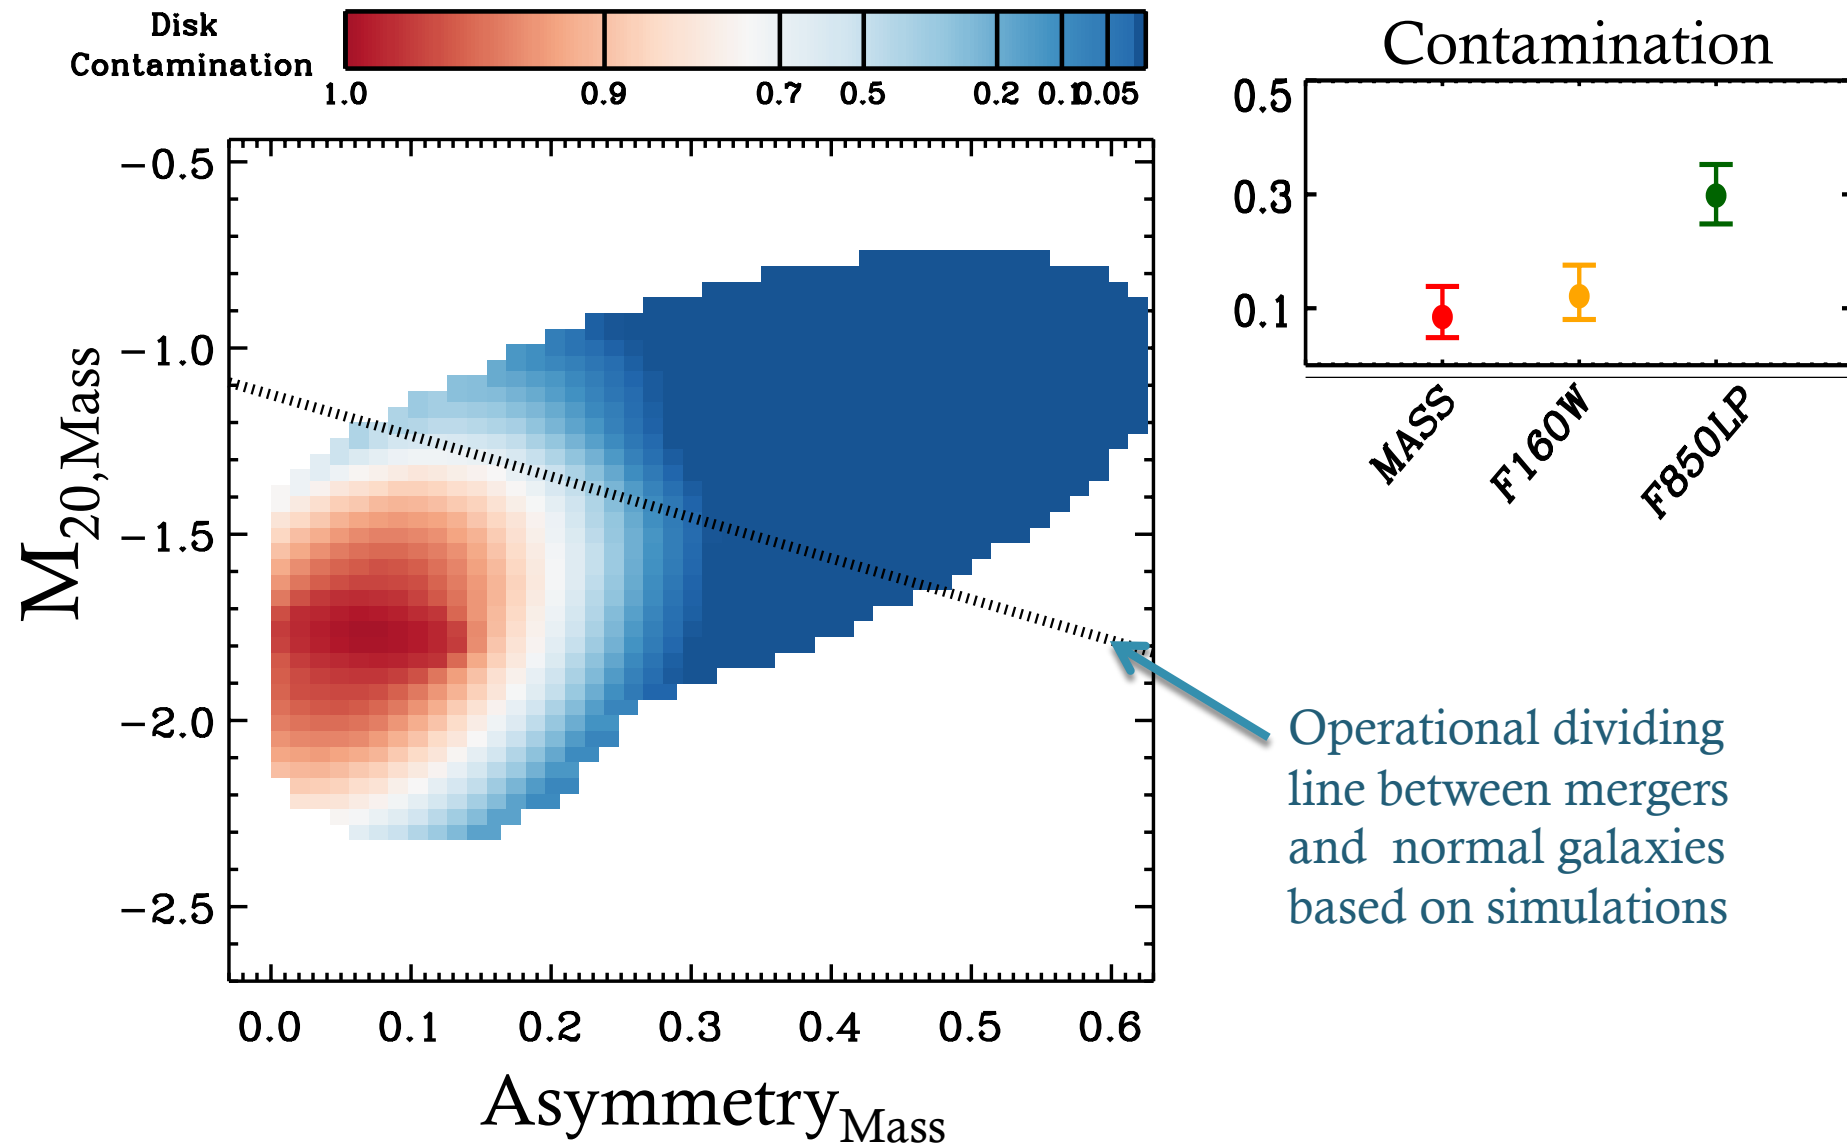 Disk
Contamination
1.0 0.9 0.7 0.5 0.2 0.1 0.05
Contamination
0.5
0.3
0.1
MASS
F160W
F850LP
−0.5
−1.0
−1.5
−2.0
−2.5
M20,Mass
0.0 0.1 0.2 0.3 0.4 0.5 0.6
AsymmetryMass
Operational dividing
line between mergers
and normal galaxies
based on simulations